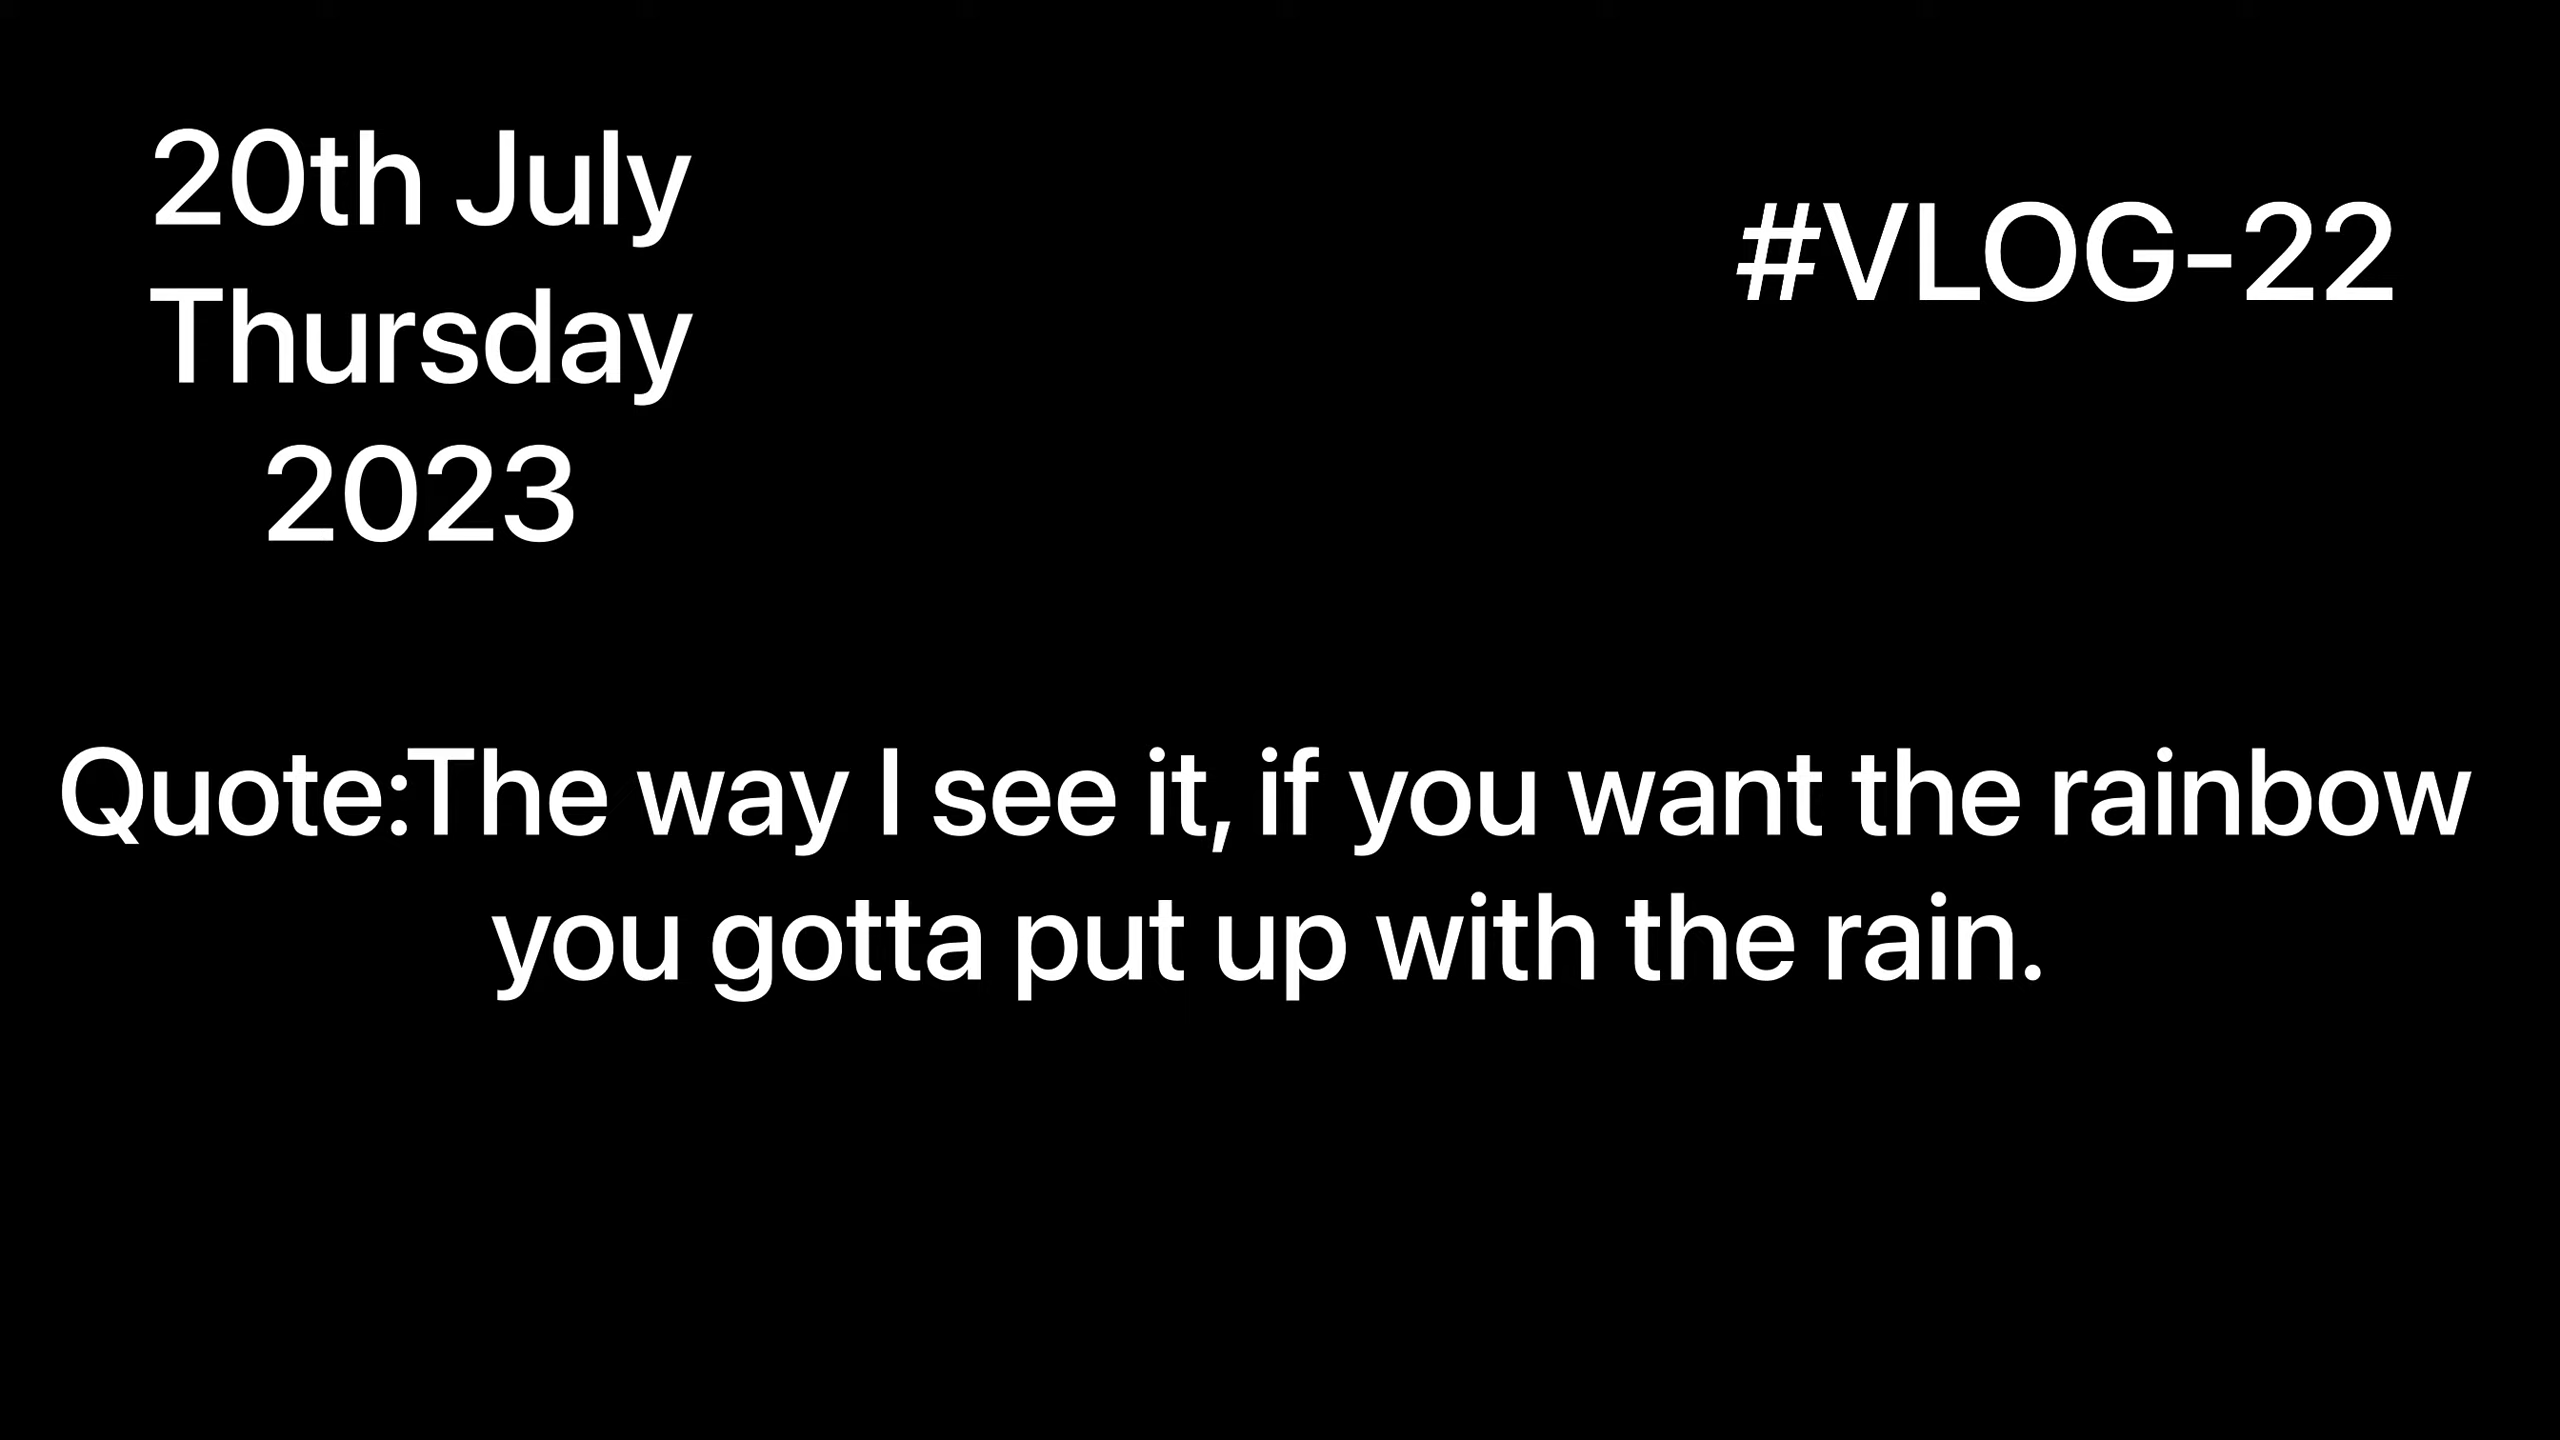 20th July
Thursday
2023
#VLOG-22
Quote:The way I see it, if you want the rainbow
you gotta put up with the rain.